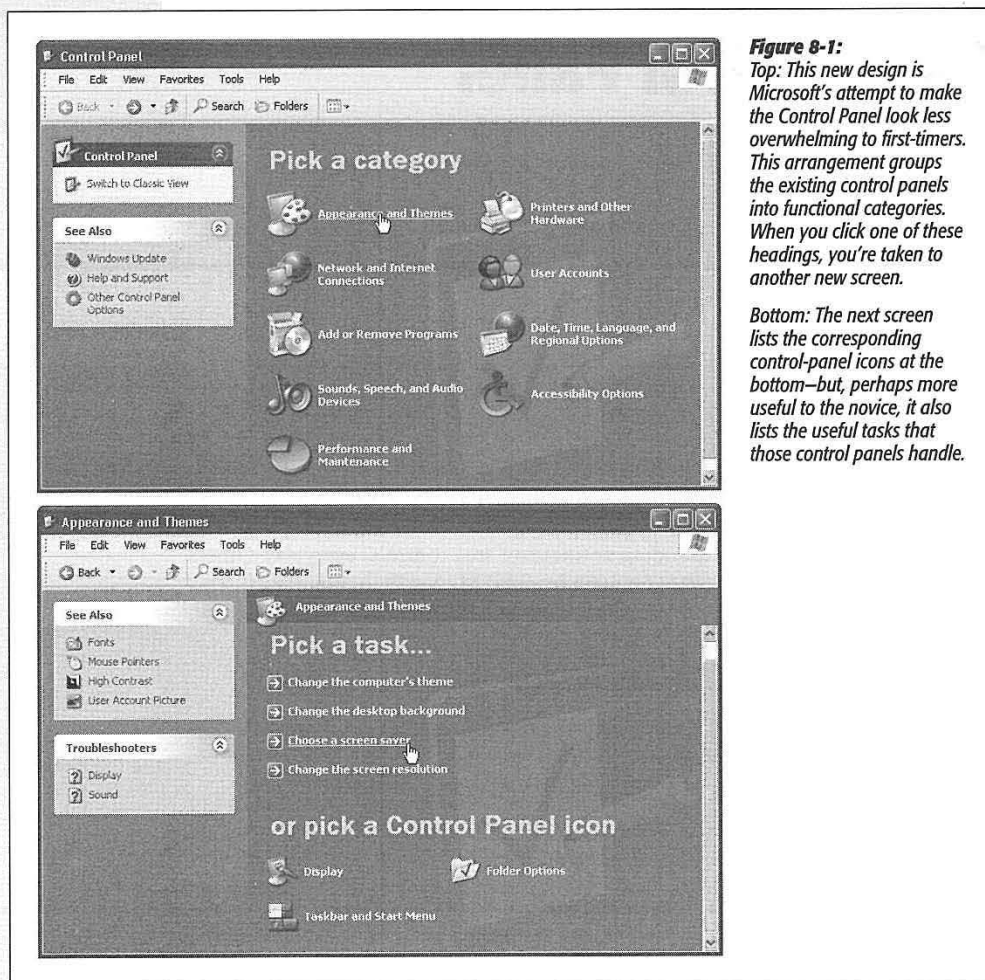 Control Panel
File Edit View Favorites Tools Help
Back Search Folders
Control Panel
Switch to Classic View
See Also
Windows Update
Help and Support
Other Control Panel
Options
Pick a category
Appearance and Themes
Printers and Other
Hardware
Network and Internet
Connections
User Accounts
Add or Remove Programs
Date, Time, Language, and
Regional Options
Sounds, Speech, and Audio
Devices
Accessibility Options
Performance and
Maintenance
Appearance and Themes
File Edit View Favorites Tools Help
Back Search Folders
See Also
Fonts
Mouse Pointers
High Contrast
User Account Picture
Troubleshooters
Display
Sound
Appearance and Themes
Pick a task...
Change the computer's theme
Change the desktop background
Choose a screen saver
Change the screen resolution
or pick a Control Panel icon
Display
Folder Options
Taskbar and Start Menu
Figure 8-1:
Top: This new design is
Microsoft's attempt to make
the Control Panel look less
overwhelming to first-timers.
This arrangement groups
the existing control panels
into functional categories.
When you click one of these
headings, you're taken to
another new screen.
Bottom: The next screen
lists the corresponding
control-panel icons at the
bottom—but, perhaps more
useful to the novice, it also
lists the useful tasks that
those control panels handle.